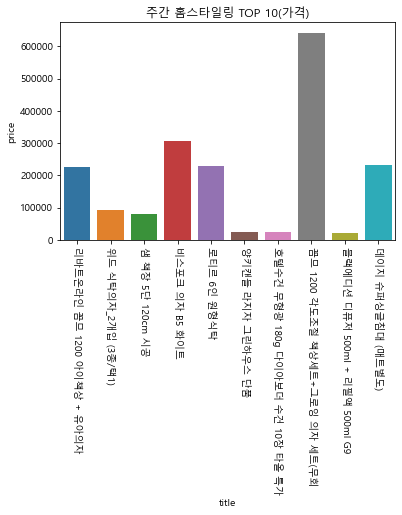 주간 홈스타일링 TOP 10(가격)
price
600000
500000
400000
300000
200000
100000
0
리바트온라인 꼼므 1200 아이책상 + 유아의자
위드 식탁의자_2개입 (3종/택1)
샘 책장 5단 120cm 시공
비스포크 의자 B5 화이트
로티르 6인 원형식탁
양키캔들 라지자 그린하우스 단품
호텔수건 무형광 180g 다이아보더 수건 10장 타올 특가
꼼므 1200 각도조절 책상세트+그로잉 의자 세트(무회
블랙에디션 디퓨저 500ml + 리필액 500ml G9
데이지 슈퍼싱글침대 (매트별도)
title